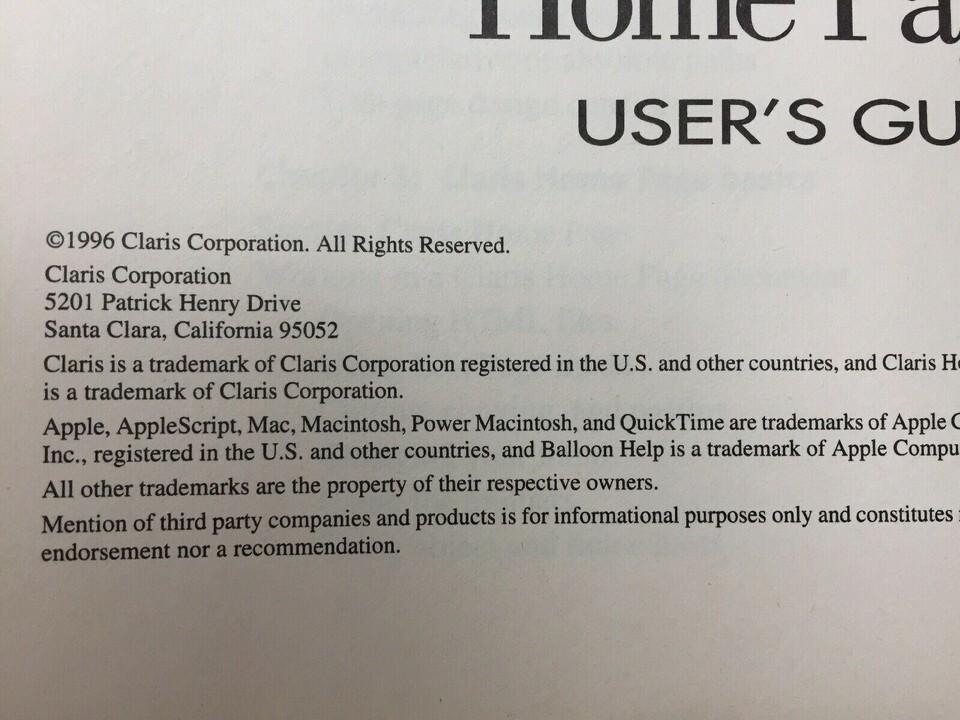 Home Pa
USER'S GU
©1996 Claris Corporation. All Rights Reserved.
Claris Corporation
5201 Patrick Henry Drive
Santa Clara, California 95052
Claris is a trademark of Claris Corporation registered in the U.S. and other countries, and Claris Ho
is a trademark of Claris Corporation.
Apple, AppleScript, Mac, Macintosh, Power Macintosh, and QuickTime are trademarks of Apple C
Inc., registered in the U.S. and other countries, and Balloon Help is a trademark of Apple Compu
All other trademarks are the property of their respective owners.
Mention of third party companies and products is for informational purposes only and constitutes
endorsement nor a recommendation.